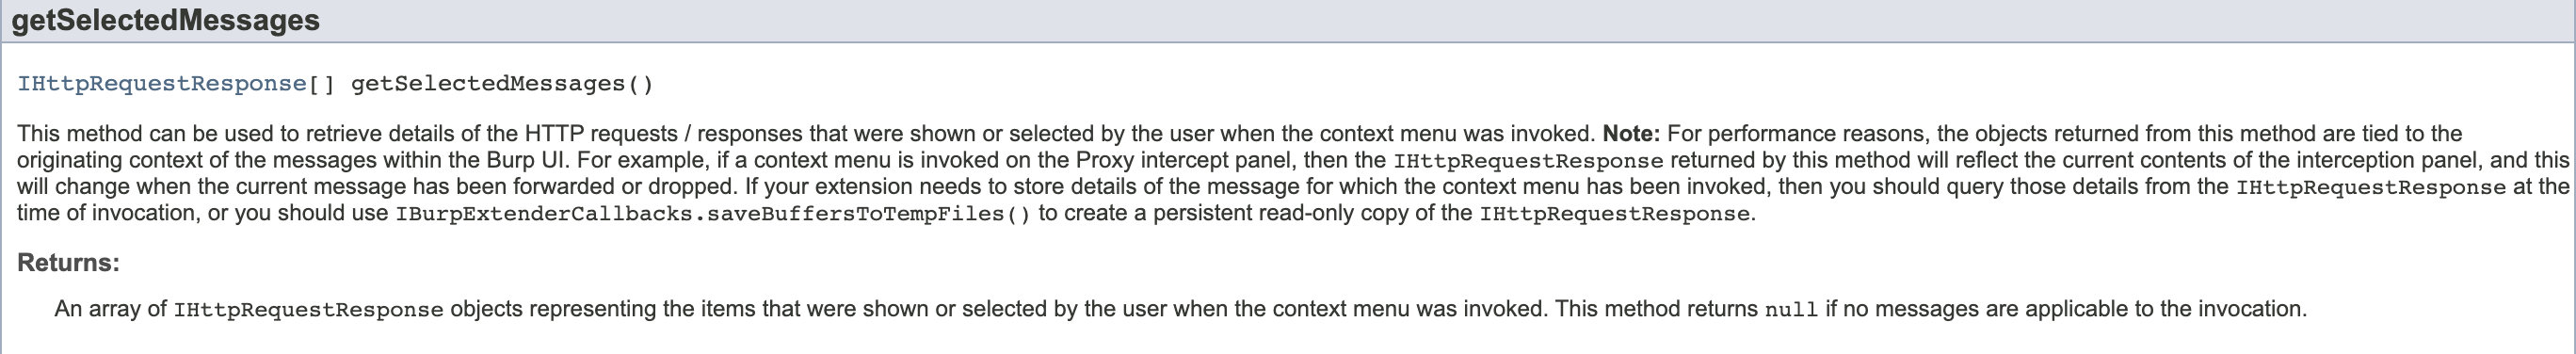 getSelectedMessages
IHttpRequestResponse[] getSelectedMessages()
This method can be used to retrieve details of the HTTP requests / responses that were shown or selected by the user when the context menu was invoked. Note: For performance reasons, the objects returned from this method are tied to the
originating context of the messages within the Burp UI. For example, if a context menu is invoked on the Proxy intercept panel, then the IHttpRequestResponse returned by this method will reflect the current contents of the interception panel, and this
will change when the current message has been forwarded or dropped. If your extension needs to store details of the message for which the context menu has been invoked, then you should query those details from the IHttpRequestResponse at the
time of invocation, or you should use IBurpExtenderCallbacks.saveBuffersToTempFiles() to create a persistent read-only copy of the IHttpRequestResponse.
Returns:
An array of IHttpRequestResponse objects representing the items that were shown or selected by the user when the context menu was invoked. This method returns null if no messages are applicable to the invocation.